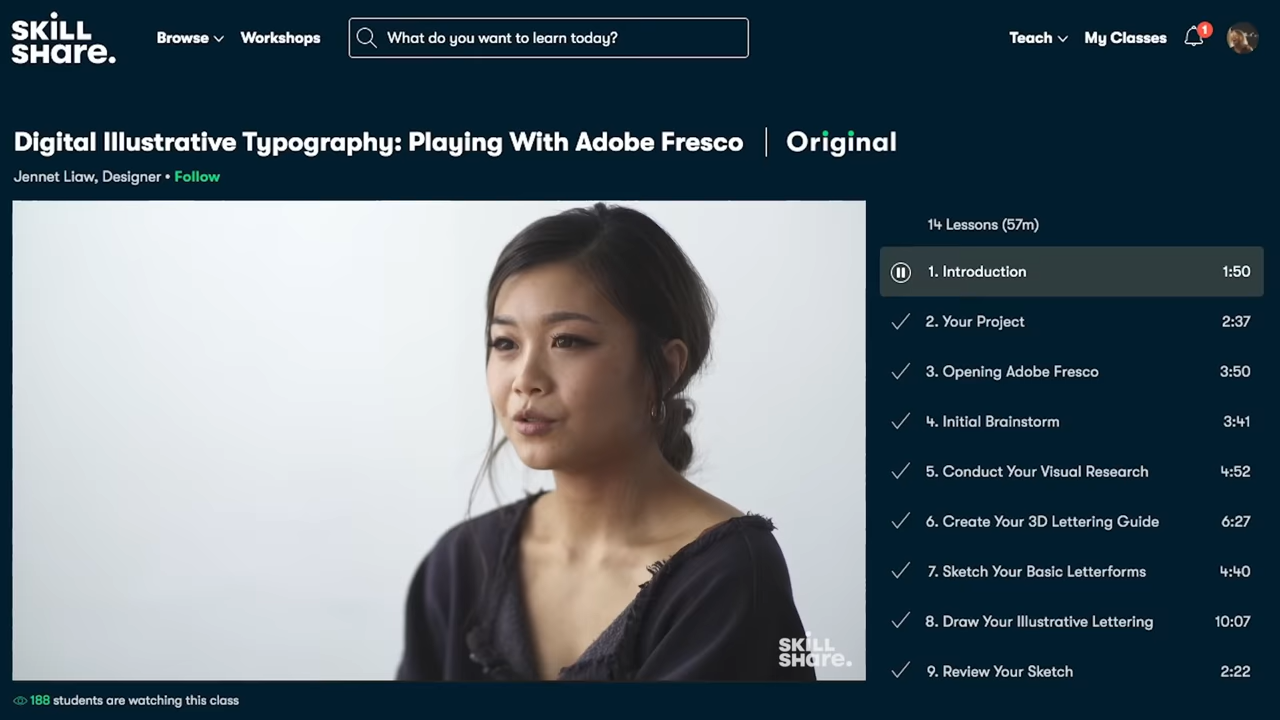 SKiLL
SHare.
Browse
Workshops
What do you want to learn today?
Teach
My Classes
1
Digital Illustrative Typography: Playing With Adobe Fresco | Original
Jennet Liaw, Designer • Follow
14 Lessons (57m)
1. Introduction 1:50
2. Your Project 2:37
3. Opening Adobe Fresco 3:50
4. Initial Brainstorm 3:41
5. Conduct Your Visual Research 4:52
6. Create Your 3D Lettering Guide 6:27
7. Sketch Your Basic Letterforms 4:40
8. Draw Your Illustrative Lettering 10:07
9. Review Your Sketch 2:22
SKiLL
SHare.
188 students are watching this class